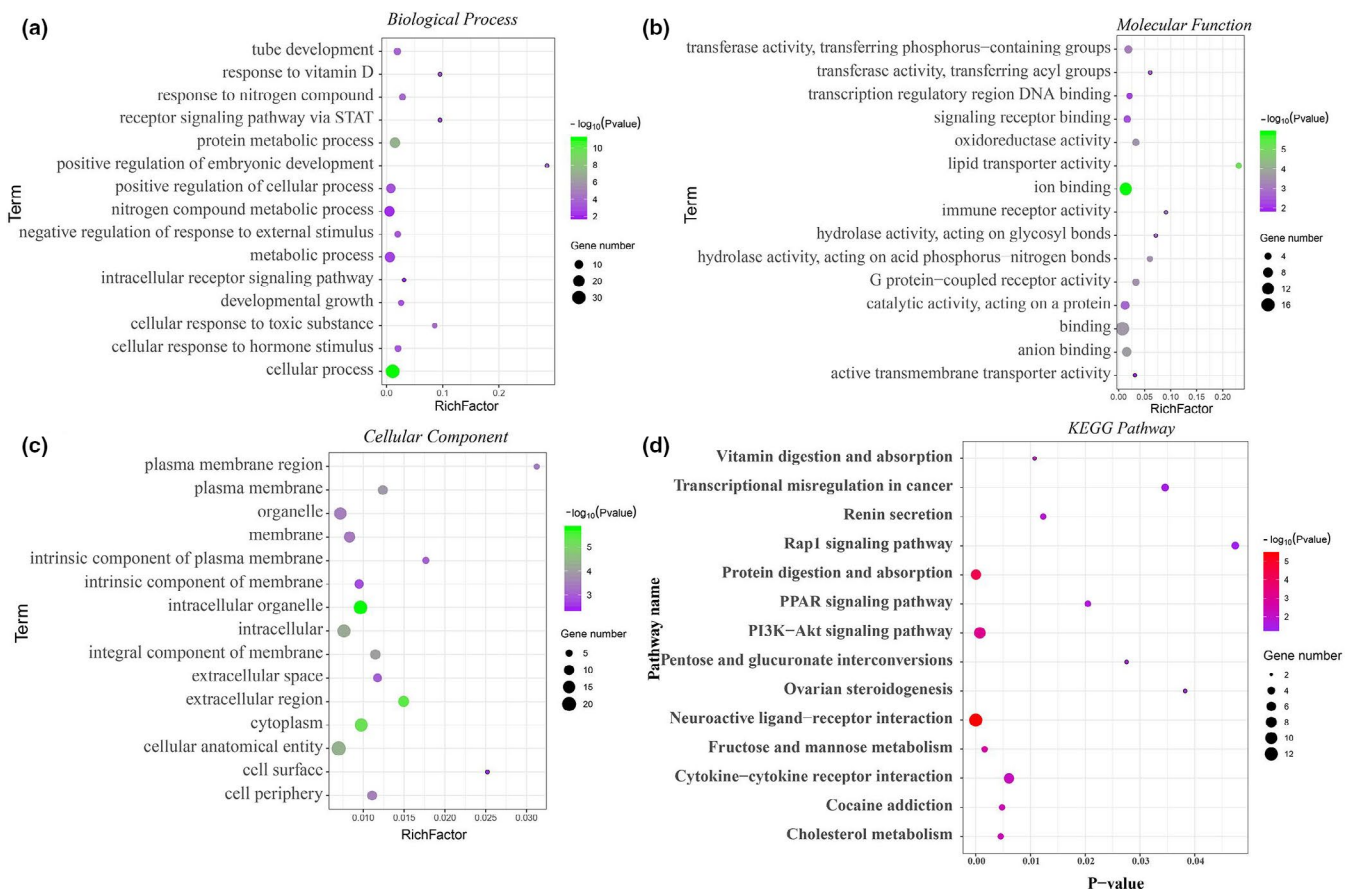 (a)
Biological Process
Term
tube development
response to vitamin D
response to nitrogen compound
receptor signaling pathway via STAT
protein metabolic process
positive regulation of embryonic development
positive regulation of cellular process
nitrogen compound metabolic process
negative regulation of response to external stimulus
metabolic process
intracellular receptor signaling pathway
developmental growth
cellular response to toxic substance
cellular response to hormone stimulus
cellular process
0.0 0.1 0.2
RichFactor
−log10(Pvalue)
10
8
6
4
2
Gene number
10
20
30
(b)
Molecular Function
Term
transferase activity, transferring phosphorus−containing groups
transferase activity, transferring acyl groups
transcription regulatory region DNA binding
signaling receptor binding
oxidoreductase activity
lipid transporter activity
ion binding
immune receptor activity
hydrolase activity, acting on glycosyl bonds
hydrolase activity, acting on acid phosphorus−nitrogen bonds
G protein−coupled receptor activity
catalytic activity, acting on a protein
binding
anion binding
active transmembrane transporter activity
0.00 0.05 0.10 0.15 0.20
RichFactor
−log10(Pvalue)
5
4
3
2
Gene number
4
8
12
16
(c)
Cellular Component
Term
plasma membrane region
plasma membrane
organelle
membrane
intrinsic component of plasma membrane
intrinsic component of membrane
intracellular organelle
intracellular
integral component of membrane
extracellular space
extracellular region
cytoplasm
cellular anatomical entity
cell surface
cell periphery
0.010 0.015 0.020 0.025 0.030
RichFactor
−log10(Pvalue)
5
4
3
Gene number
5
10
15
20
(d)
KEGG Pathway
Pathway name
Vitamin digestion and absorption
Transcriptional misregulation in cancer
Renin secretion
Rap1 signaling pathway
Protein digestion and absorption
PPAR signaling pathway
PI3K−Akt signaling pathway
Pentose and glucuronate interconversions
Ovarian steroidogenesis
Neuroactive ligand−receptor interaction
Fructose and mannose metabolism
Cytokine−cytokine receptor interaction
Cocaine addiction
Cholesterol metabolism
0.00 0.01 0.02 0.03 0.04
P−value
−log10(Pvalue)
5
4
3
2
Gene number
2
4
6
8
10
12